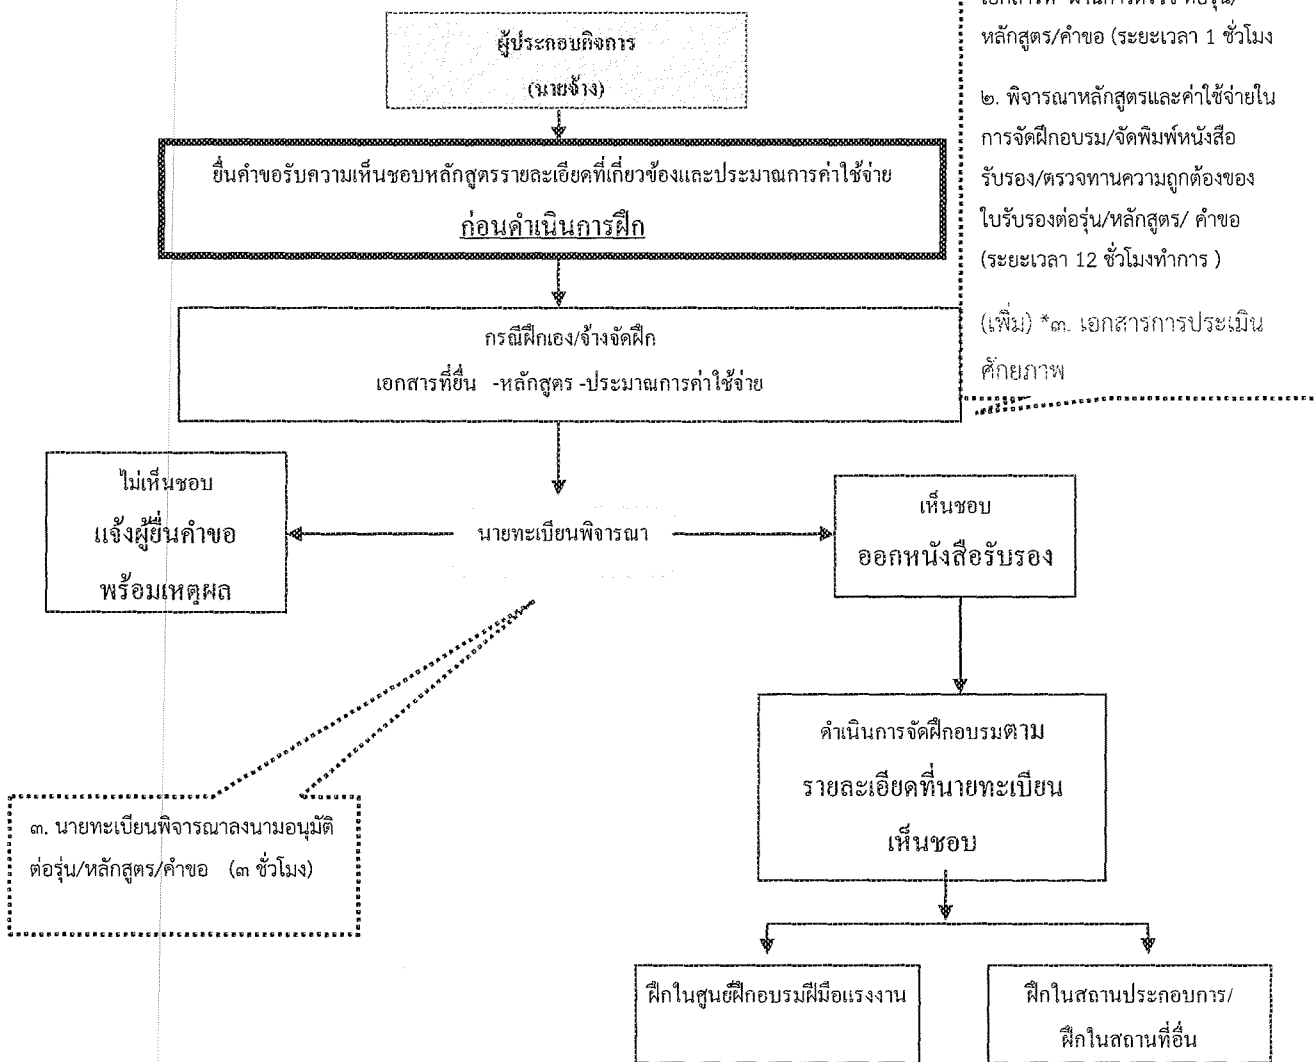 ผู้ประกอบกิจการ
(นายจ้าง)
ยื่นคำขอรับความเห็นชอบหลักสูตรรายละเอียดที่เกี่ยวข้องและประมาณการค่าใช้จ่าย
ก่อนดำเนินการฝึก
กรณีฝึกเอง/จ้างจัดฝึก
เอกสารที่ยื่น -หลักสูตร -ประมาณการค่าใช้จ่าย
หลักสูตร/คำขอ (ระยะเวลา 1 ชั่วโมง
๒. พิจารณาหลักสูตรและค่าใช้จ่ายใน
การจัดฝึกอบรม/จัดพิมพ์หนังสือ
รับรอง/ตรวจทานความถูกต้องของ
ใบรับรองต่อรุ่น/หลักสูตร/ คำขอ
(ระยะเวลา 12 ชั่วโมงทำการ )
(เพิ่ม) *๓. เอกสารการประเมิน
ศักยภาพ
ไม่เห็นชอบ
แจ้งผู้ยื่นคำขอ
พร้อมเหตุผล
นายทะเบียนพิจารณา
เห็นชอบ
ออกหนังสือรับรอง
๓. นายทะเบียนพิจารณาลงนามอนุมัติ
ต่อรุ่น/หลักสูตร/คำขอ (๓ ชั่วโมง)
ดำเนินการจัดฝึกอบรมตาม
รายละเอียดที่นายทะเบียน
เห็นชอบ
ฝึกในศูนย์ฝึกอบรมฝีมือแรงงาน
ฝึกในสถานประกอบการ/
ฝึกในสถานที่อื่น